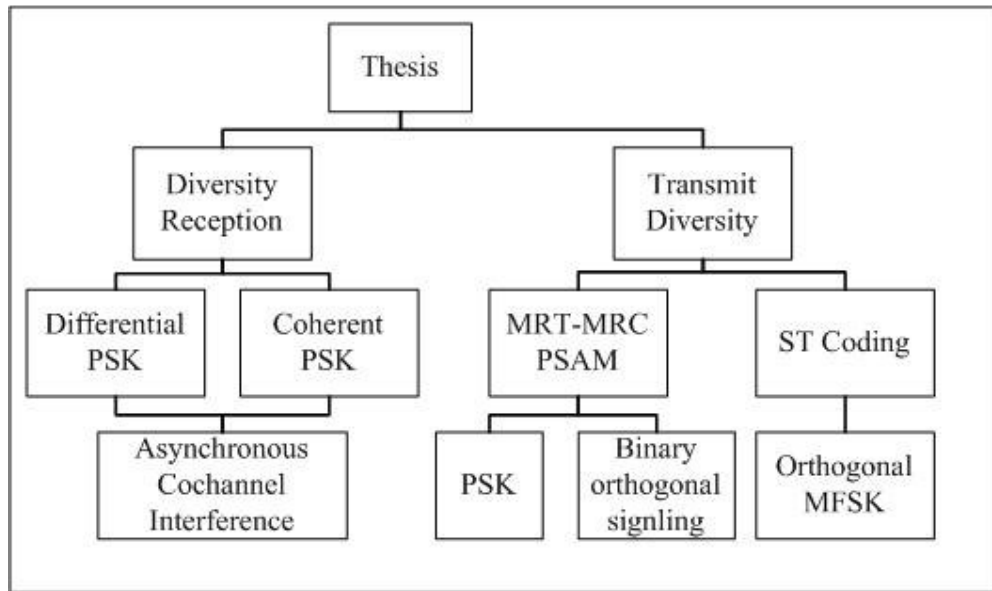 Thesis
Diversity
Reception
Transmit
Diversity
Differential
PSK
Coherent
PSK
MRT-MRC
PSAM
ST Coding
Asynchronous
Cochannel
Interference
PSK
Binary
orthogonal
signling
Orthogonal
MFSK